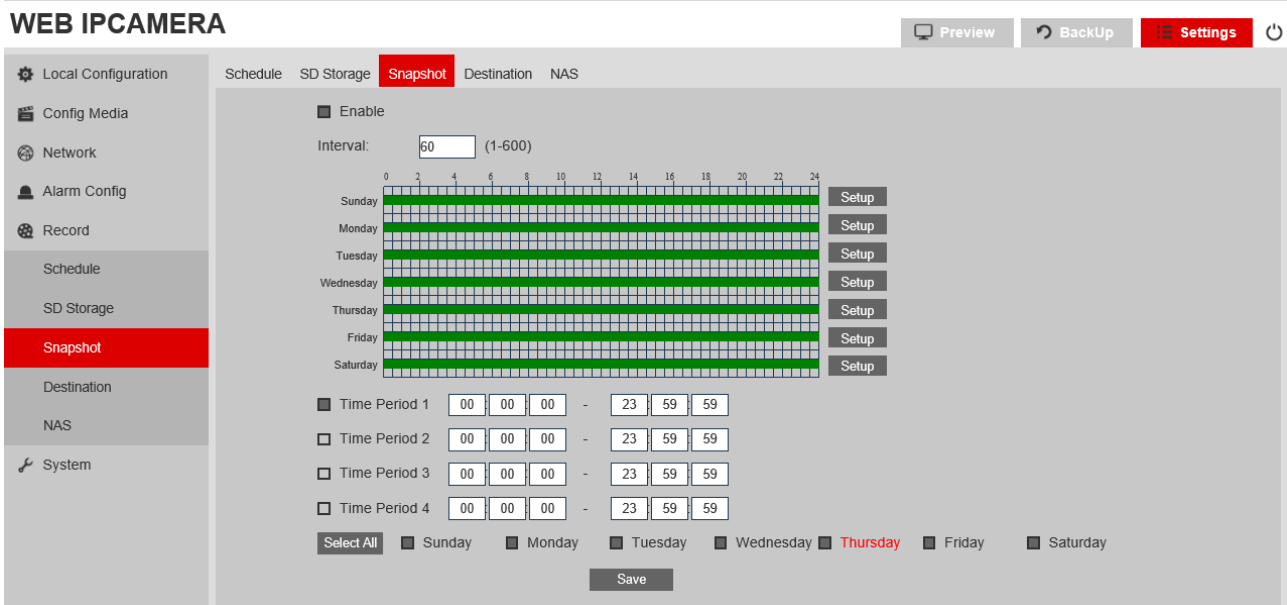 WEB IPCAMERA
Preview BackUp Settings
Local Configuration
Config Media
Network
Alarm Config
Record
Schedule
SD Storage
Snapshot
Destination
NAS
System
Schedule SD Storage Snapshot Destination NAS
Enable
Interval: 60 (1-600)
0 2 4 6 8 10 12 14 16 18 20 22 24
Sunday Setup
Monday Setup
Tuesday Setup
Wednesday Setup
Thursday Setup
Friday Setup
Saturday Setup
Time Period 1 00 : 00 : 00 - 23 : 59 : 59
Time Period 2 00 : 00 : 00 - 23 : 59 : 59
Time Period 3 00 : 00 : 00 - 23 : 59 : 59
Time Period 4 00 : 00 : 00 - 23 : 59 : 59
Select All Sunday Monday Tuesday Wednesday Thursday Friday Saturday
Save